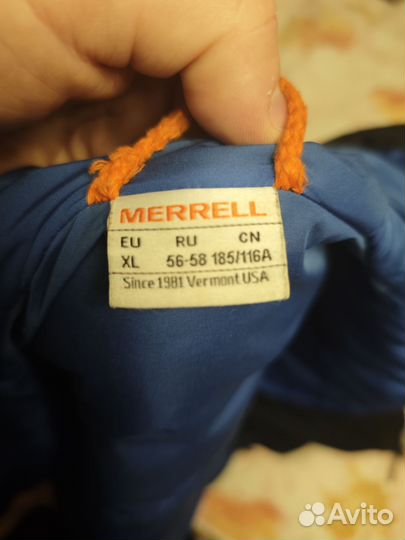 MERRELL
EU RU CN
XL 56-58 185/116A
Since 1981 Vermont USA
Avito